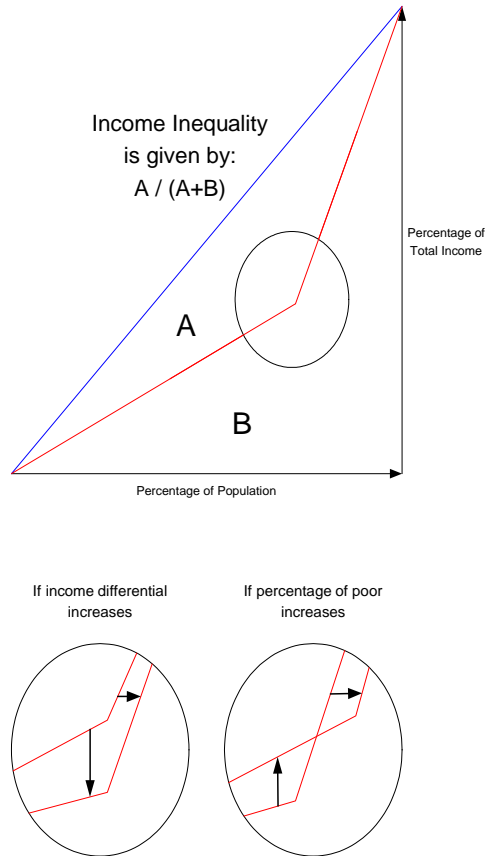 Income Inequality
is given by:
A / (A+B)
Percentage of
Total Income
A
B
Percentage of Population
If income differential
increases
If percentage of poor
increases